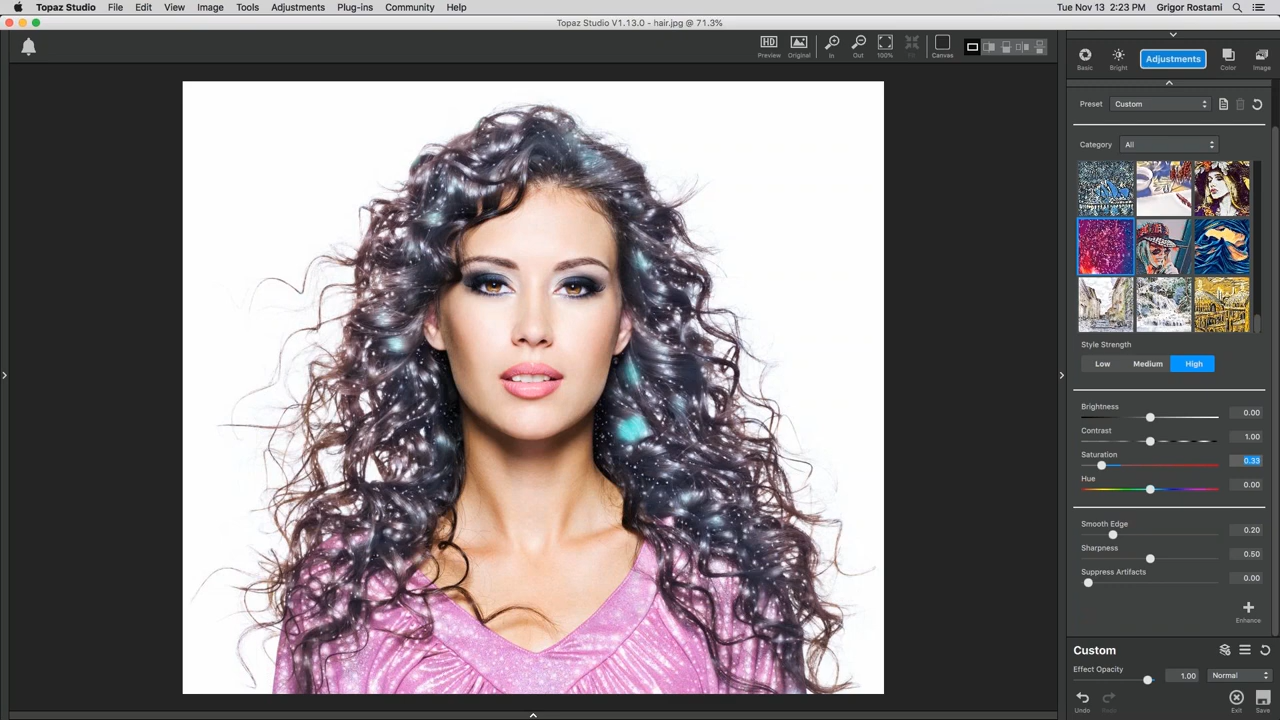 Topaz Studio File Edit View Image Tools Adjustments Plug-ins Community Help Tue Nov 13 2:23 PM Grigor Rostami
Topaz Studio V1.13.0 - hair.jpg @ 71.3%
Preview Original In Out 100% Fit Canvas
Basic Bright Adjustments Color Image
Preset Custom
Category All
Style Strength
Low Medium High
Brightness 0.00
Contrast 1.00
Saturation 0.33
Hue 0.00
Smooth Edge 0.20
Sharpness 0.50
Suppress Artifacts 0.00
Enhance
Custom
Effect Opacity 1.00 Normal
Undo Redo Exit Save